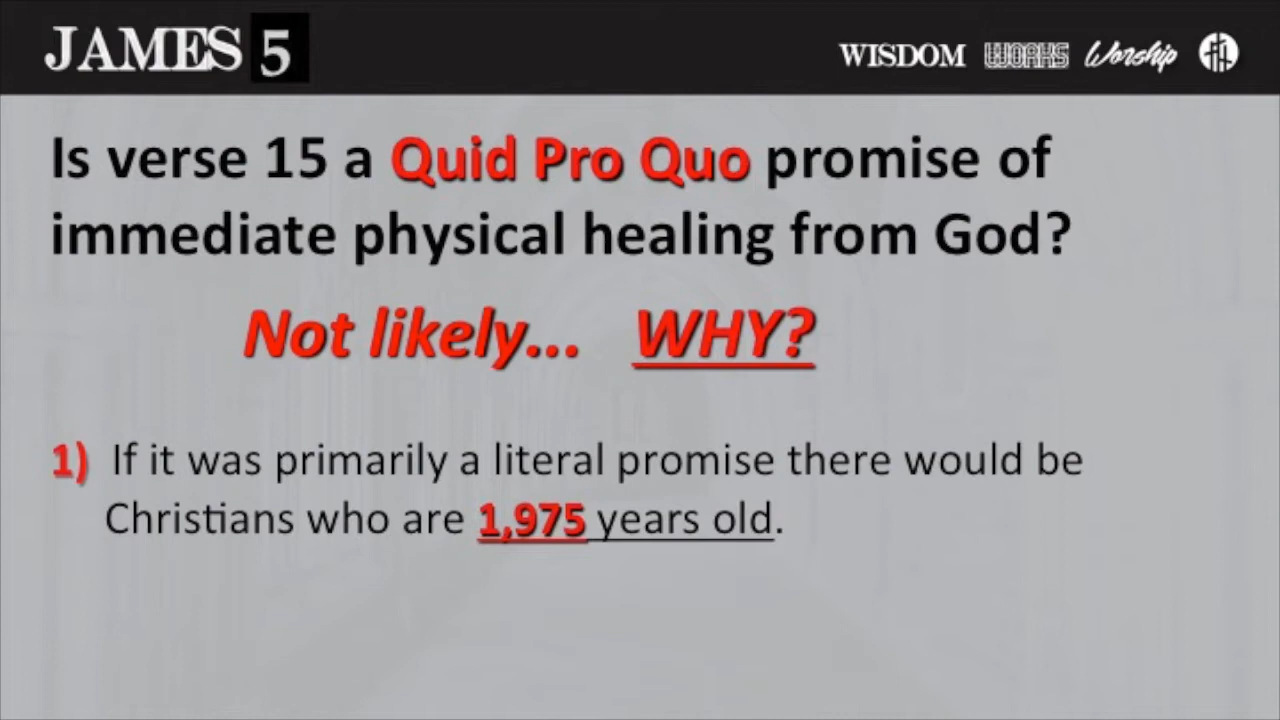 JAMES 5
WISDOM WORKS Worship
Is verse 15 a Quid Pro Quo promise of
immediate physical healing from God?
Not likely... WHY?
1) If it was primarily a literal promise there would be
Christians who are 1,975 years old.